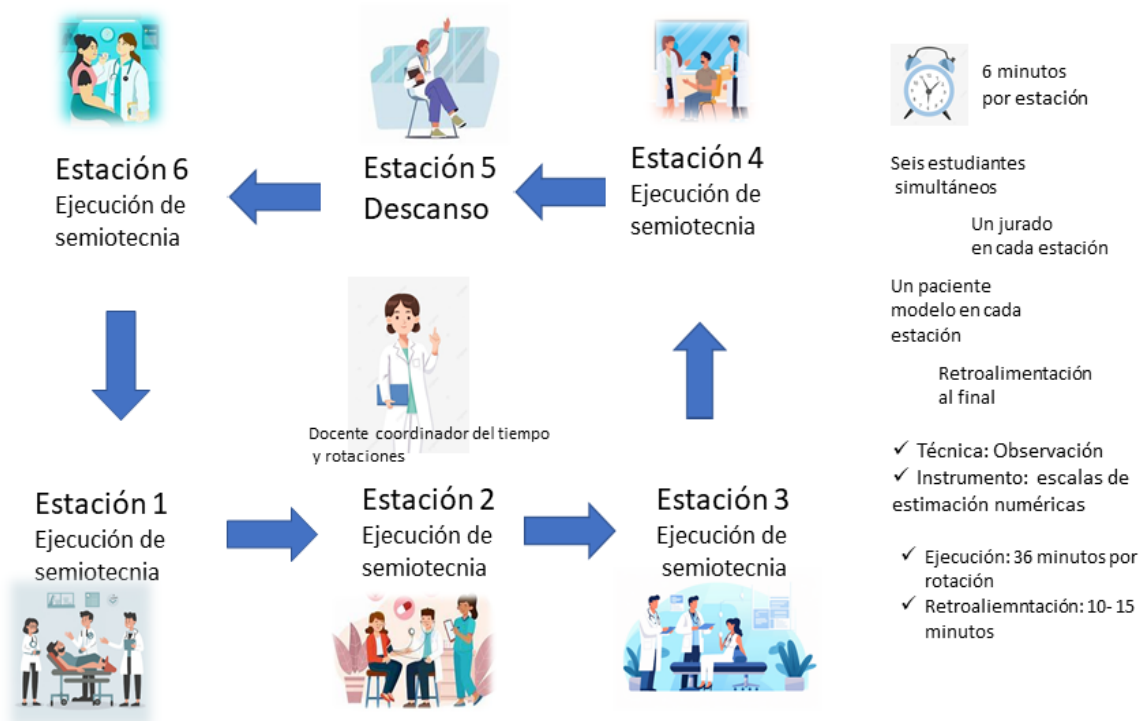 Estación 6
Ejecución de
semiotecnia
Estación 5
Descanso
Estación 4
Ejecución de
semiotecnia
Docente coordinador del tiempo
y rotaciones
Estación 1
Ejecución de
semiotecnia
Estación 2
Ejecución de
semiotecnia
Estación 3
Ejecución de
semiotecnia
6 minutos
por estación
Seis estudiantes
simultáneos
Un jurado
en cada estación
Un paciente
modelo en cada
estación
Retroalimentación
al final
✓ Técnica: Observación
✓ Instrumento: escalas de
estimación numéricas
✓ Ejecución: 36 minutos por
rotación
✓ Retroaliemntación: 10- 15
minutos